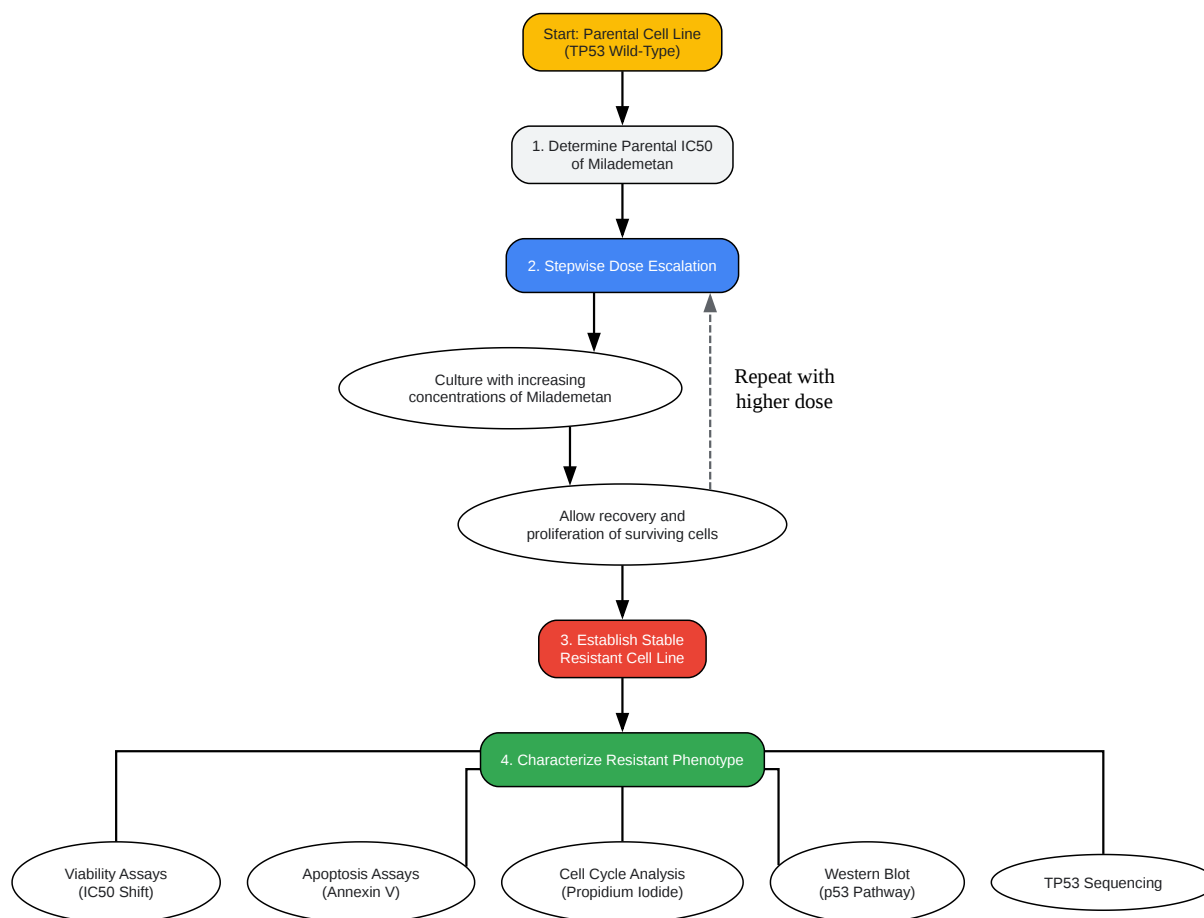 Start: Parental Cell Line
(TP53 Wild-Type)
1. Determine Parental IC50
of Milademetan
2. Stepwise Dose Escalation
Culture with increasing
concentrations of Milademetan
Repeat with
higher dose
Allow recovery and
proliferation of surviving cells
3. Establish Stable
Resistant Cell Line
4. Characterize Resistant Phenotype
Viability Assays
(IC50 Shift)
Apoptosis Assays
(Annexin V)
Cell Cycle Analysis
(Propidium Iodide)
Western Blot
(p53 Pathway)
TP53 Sequencing